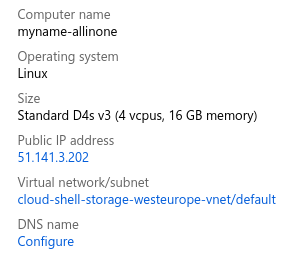 Computer name
myname-allinone
Operating system
Linux
Size
Standard D4s v3 (4 vcpus, 16 GB memory)
Public IP address
51.141.3.202
Virtual network/subnet
cloud-shell-storage-westeurope-vnet/default
DNS name
Configure